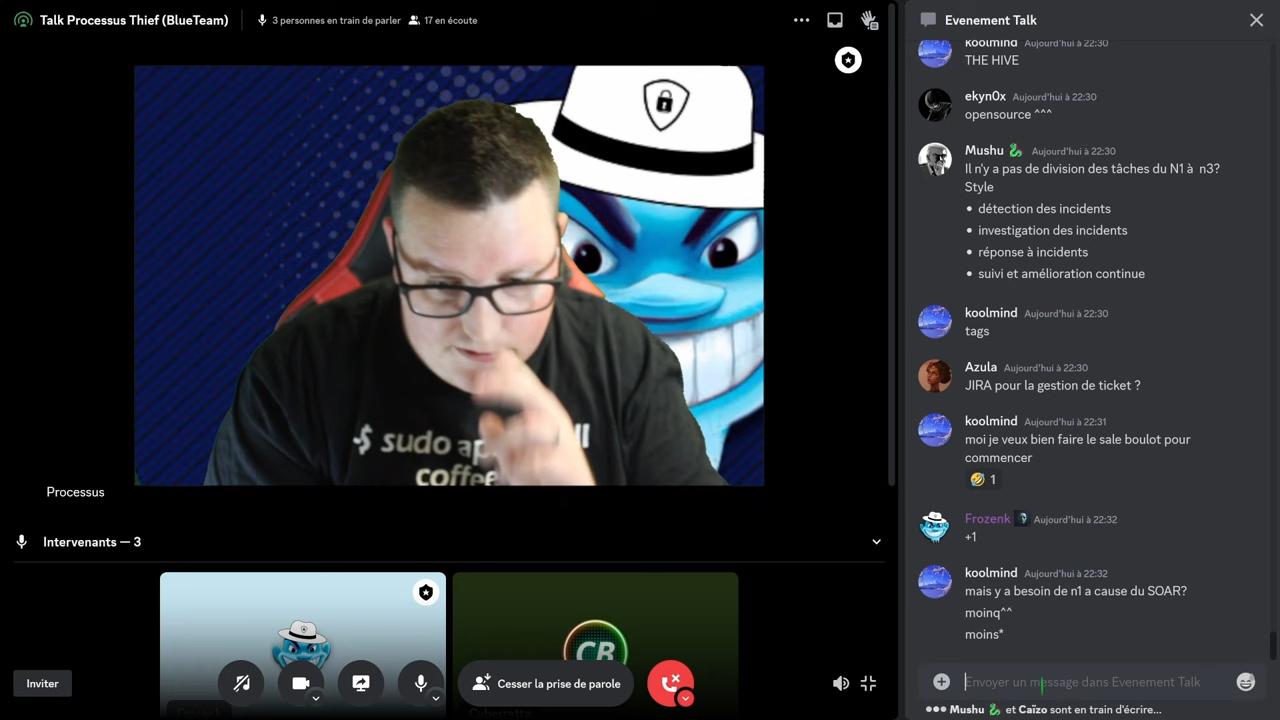 Talk Processus Thief (BlueTeam)
3 personnes en train de parler
17 en écoute
Evenement Talk
koolmind Aujourd'hui à 22:30
THE HIVE
ekyn0x Aujourd'hui à 22:30
opensource ^^^
Mushu Aujourd'hui à 22:30
Il n'y a pas de division des tâches du N1 à n3?
Style
• détection des incidents
• investigation des incidents
• réponse à incidents
• suivi et amélioration continue
koolmind Aujourd'hui à 22:30
tags
Azula Aujourd'hui à 22:30
JIRA pour la gestion de ticket ?
koolmind Aujourd'hui à 22:31
moi je veux bien faire le sale boulot pour
commencer
1
Frozenk Aujourd'hui à 22:32
+1
koolmind Aujourd'hui à 22:32
mais y a besoin de n1 a cause du SOAR?
moinq^^
moins*
Envoyer un message dans Evenement Talk
Mushu et Caïzo sont en train d'écrire...
$ sudo
coffee
Processus
Intervenants — 3
CB
Inviter
Cesser la prise de parole